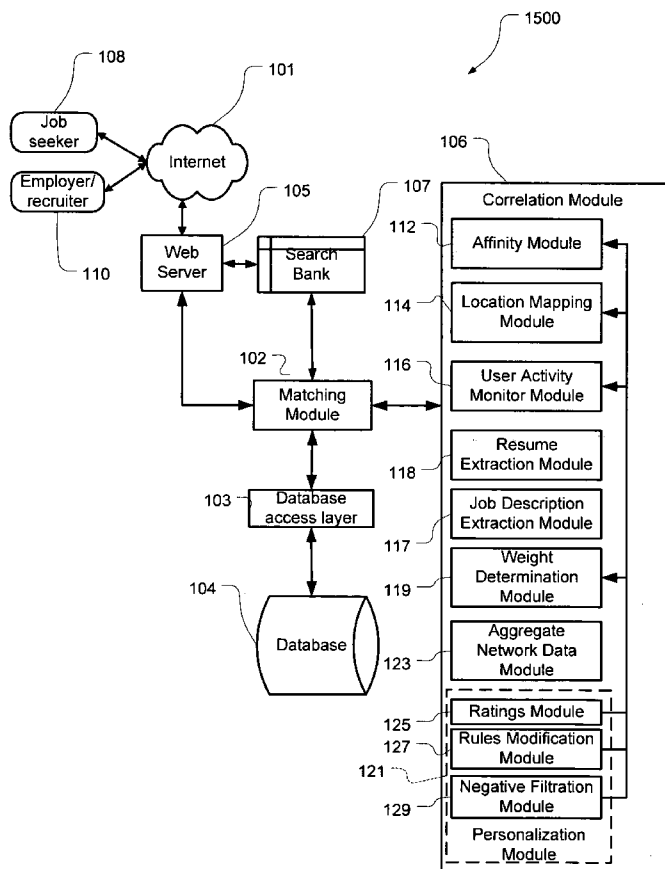 1500
108
101
Job
seeker
Internet
Employer/
recruiter
110
105
107
106
Web
Server
Search
Bank
Correlation Module
112
Affinity Module
114
Location Mapping
Module
116
User Activity
Monitor Module
102
Matching
Module
118
Resume
Extraction Module
103
Database
access layer
117
Job Description
Extraction Module
119
Weight
Determination
Module
104
Database
123
Aggregate
Network Data
Module
125
Ratings Module
127
Rules Modification
Module
121
129
Negative Filtration
Module
Personalization
Module